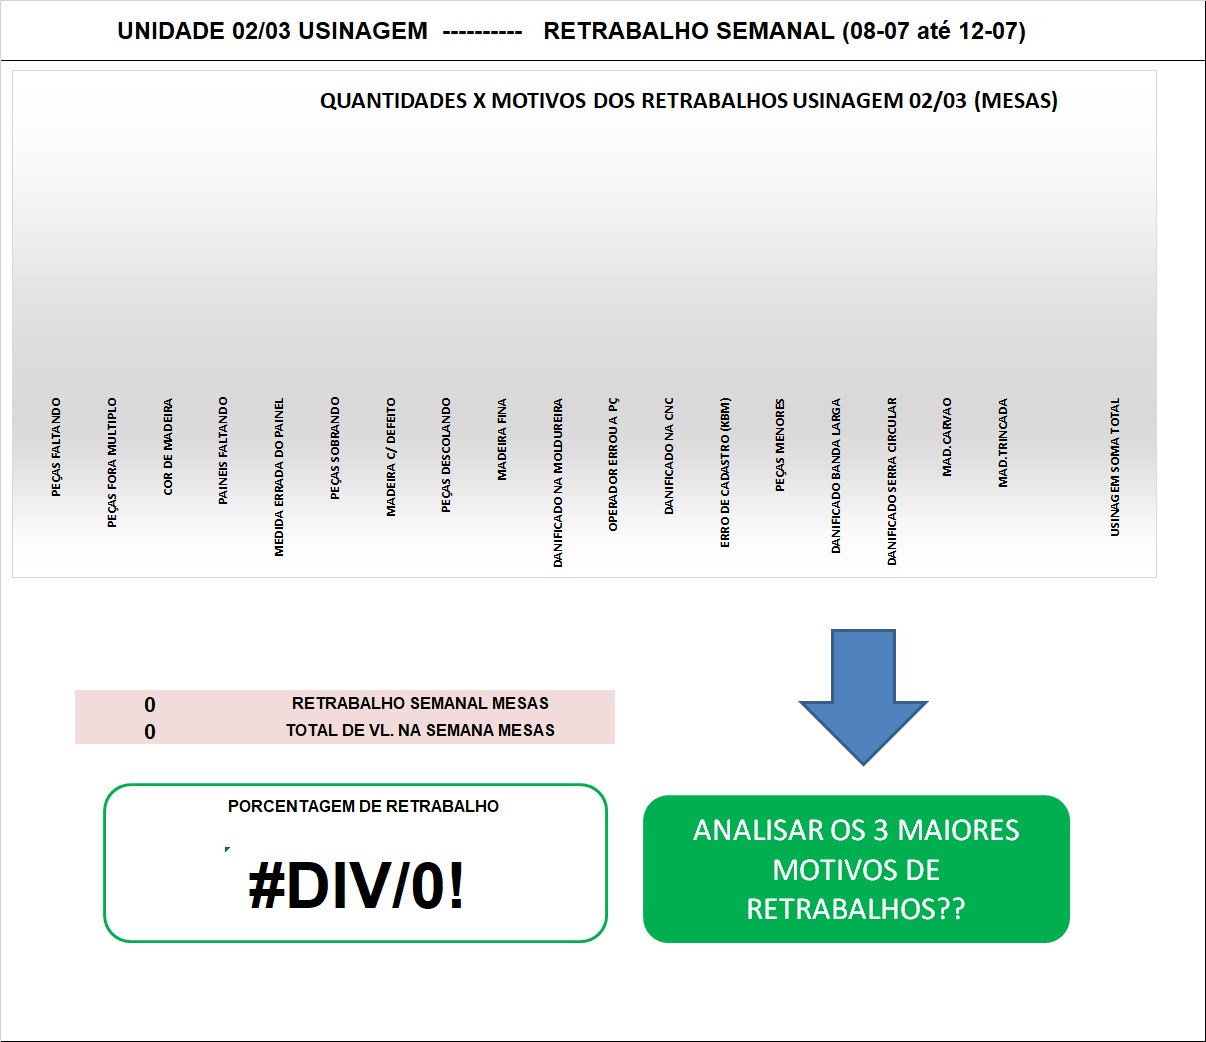 UNIDADE 02/03 USINAGEM ---------- RETRABALHO SEMANAL (08-07 até 12-07)
QUANTIDADES X MOTIVOS DOS RETRABALHOS USINAGEM 02/03 (MESAS)
PEÇAS FALTANDO
PEÇAS FORA MULTIPLO
COR DE MADEIRA
PAINEIS FALTANDO
MEDIDA ERRADA DO PAINEL
PEÇAS SOBRANDO
MADEIRA C/ DEFEITO
PEÇAS DESCOLANDO
MADEIRA FINA
DANIFICADO NA MOLDUREIRA
OPERADOR ERROU A PÇ
DANIFICADO NA CNC
ERRO DE CADASTRO (KBM)
PEÇAS MENORES
DANIFICADO BANDA LARGA
DANIFICADO SERRA CIRCULAR
MAD.CARVAO
MAD.TRINCADA
USINAGEM SOMA TOTAL
0 RETRABALHO SEMANAL MESAS
0 TOTAL DE VL. NA SEMANA MESAS
PORCENTAGEM DE RETRABALHO
#DIV/0!
ANALISAR OS 3 MAIORES
MOTIVOS DE
RETRABALHOS??